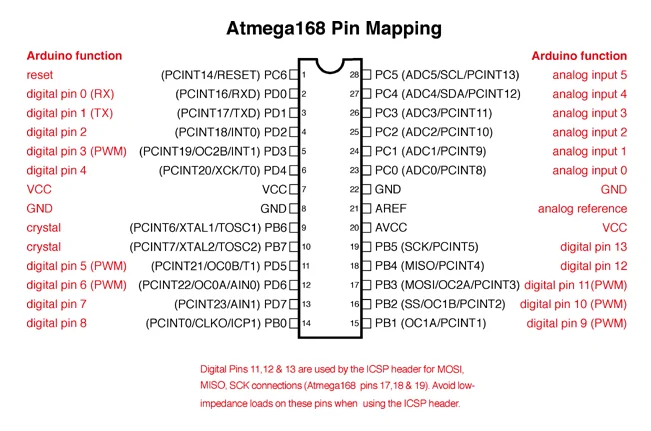 Atmega168 Pin Mapping
Arduino function Arduino function
reset (PCINT14/RESET) PC6 1 28 PC5 (ADC5/SCL/PCINT13) analog input 5
digital pin 0 (RX) (PCINT16/RXD) PD0 2 27 PC4 (ADC4/SDA/PCINT12) analog input 4
digital pin 1 (TX) (PCINT17/TXD) PD1 3 26 PC3 (ADC3/PCINT11) analog input 3
digital pin 2 (PCINT18/INT0) PD2 4 25 PC2 (ADC2/PCINT10) analog input 2
digital pin 3 (PWM) (PCINT19/OC2B/INT1) PD3 5 24 PC1 (ADC1/PCINT9) analog input 1
digital pin 4 (PCINT20/XCK/T0) PD4 6 23 PC0 (ADC0/PCINT8) analog input 0
VCC VCC 7 22 GND GND
GND GND 8 21 AREF analog reference
crystal (PCINT6/XTAL1/TOSC1) PB6 9 20 AVCC VCC
crystal (PCINT7/XTAL2/TOSC2) PB7 10 19 PB5 (SCK/PCINT5) digital pin 13
digital pin 5 (PWM) (PCINT21/OC0B/T1) PD5 11 18 PB4 (MISO/PCINT4) digital pin 12
digital pin 6 (PWM) (PCINT22/OC0A/AIN0) PD6 12 17 PB3 (MOSI/OC2A/PCINT3) digital pin 11(PWM)
digital pin 7 (PCINT23/AIN1) PD7 13 16 PB2 (SS/OC1B/PCINT2) digital pin 10 (PWM)
digital pin 8 (PCINT0/CLKO/ICP1) PB0 14 15 PB1 (OC1A/PCINT1) digital pin 9 (PWM)
Digital Pins 11,12 & 13 are used by the ICSP header for MOSI,
MISO, SCK connections (Atmega168 pins 17,18 & 19). Avoid low-
impedance loads on these pins when using the ICSP header.